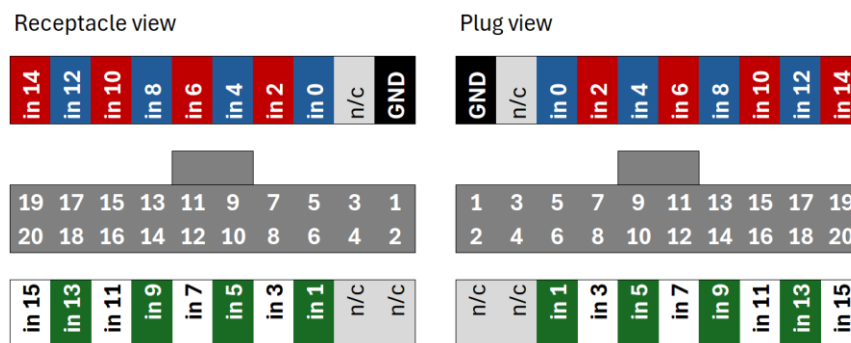 Receptacle view
in 14 in 12 in 10 in 8 in 6 in 4 in 2 in 0 n/c GND
19 17 15 13 11 9 7 5 3 1
20 18 16 14 12 10 8 6 4 2
in 15 in 13 in 11 in 9 in 7 in 5 in 3 in 1 n/c n/c
Plug view
GND n/c in 0 in 2 in 4 in 6 in 8 in 10 in 12 in 14
1 3 5 7 9 11 13 15 17 19
2 4 6 8 10 12 14 16 18 20
n/c n/c in 1 in 3 in 5 in 7 in 9 in 11 in 13 in 15